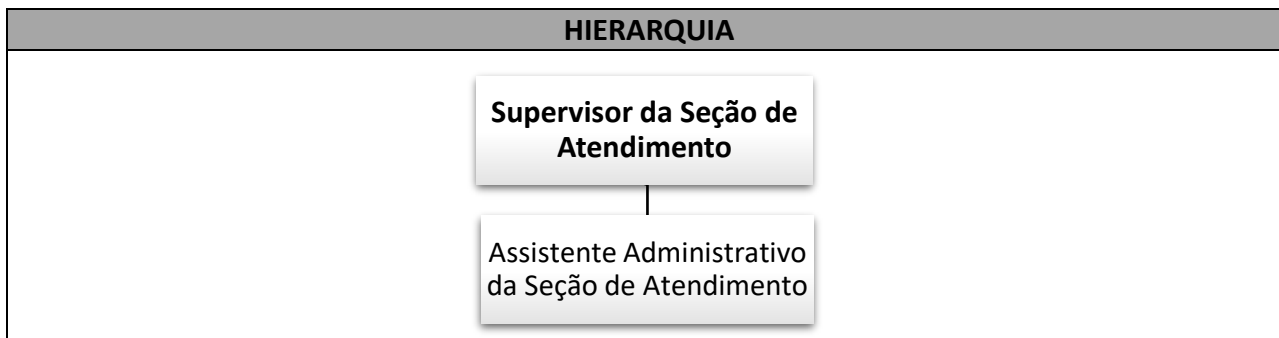 HIERARQUIA
Supervisor da Seção de
Atendimento
Assistente Administrativo
da Seção de Atendimento